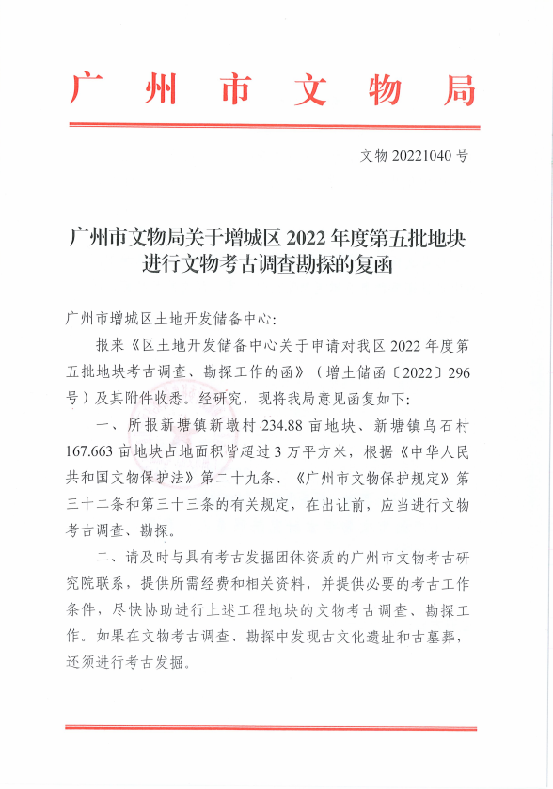 广州市文物局
文物 20221040 号
广州市文物局关于增城区 2022 年度第五批地块
进行文物考古调查勘探的复函
广州市增城区土地开发储备中心：
报来《区土地开发储备中心关于申请对我区 2022 年度第
五批地块考古调查、勘探工作的函》（增土储函〔2022〕296
号）及其附件收悉。经研究，现将我局意见函复如下：
一、所报新塘镇新墩村 234.88 亩地块、新塘镇乌石村
167.663 亩地块占地面积皆超过 3 万平方米，根据《中华人民
共和国文物保护法》第二十九条、《广州市文物保护规定》第
三十二条和第三十三条的有关规定，在出让前，应当进行文物
考古调查、勘探。
二、请及时与具有考古发掘团体资质的广州市文物考古研
究院联系，提供所需经费和相关资料，并提供必要的考古工作
条件，尽快协助进行上述工程地块的文物考古调查、勘探工
作。如果在文物考古调查、勘探中发现古文化遗址和古墓葬，
还须进行考古发掘。